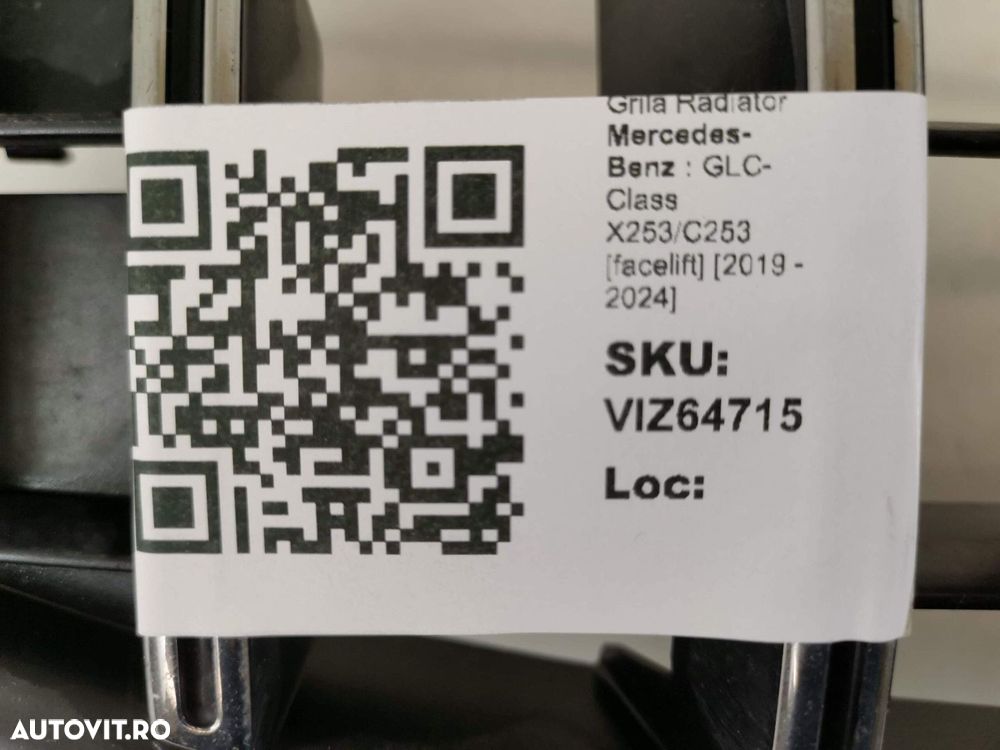 Grila Radiator
Mercedes-
Benz : GLC-
Class
X253/C253
[facelift] [2019 -
2024]
SKU:
VIZ64715
Loc:
AUTOVIT.RO